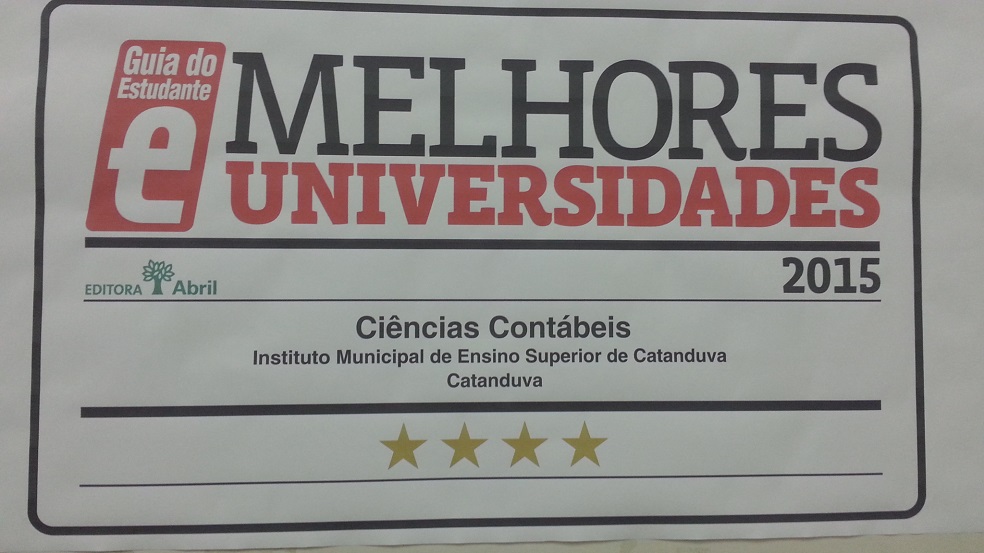 Guia do
Estudante
e
MELHORES
UNIVERSIDADES
EDITORA Abril
2015
Ciências Contábeis
Instituto Municipal de Ensino Superior de Catanduva
Catanduva